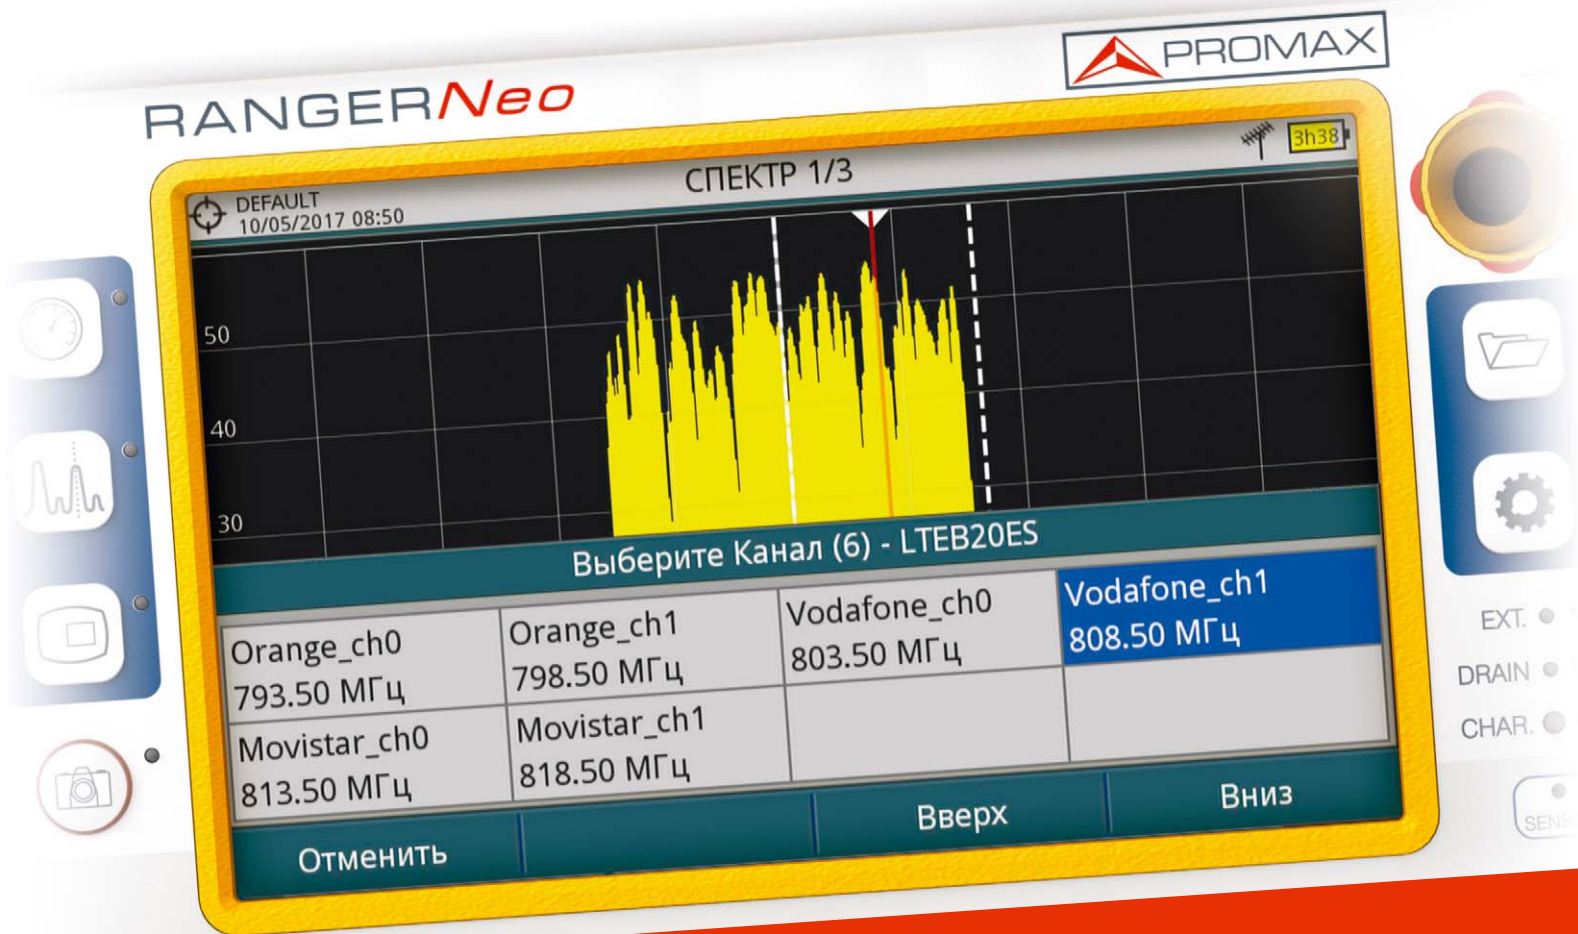 RANGERNeo
PROMAX
DEFAULT
10/05/2017 08:50
СПЕКТР 1/3
3h38
50
40
30
Выберите Канал (6) - LTEB20ES
Orange_ch0
793.50 МГц
Orange_ch1
798.50 МГц
Vodafone_ch0
803.50 МГц
Vodafone_ch1
808.50 МГц
Movistar_ch0
813.50 МГц
Movistar_ch1
818.50 МГц
Отменить
Вверх
Вниз
EXT.
DRAIN
CHAR.